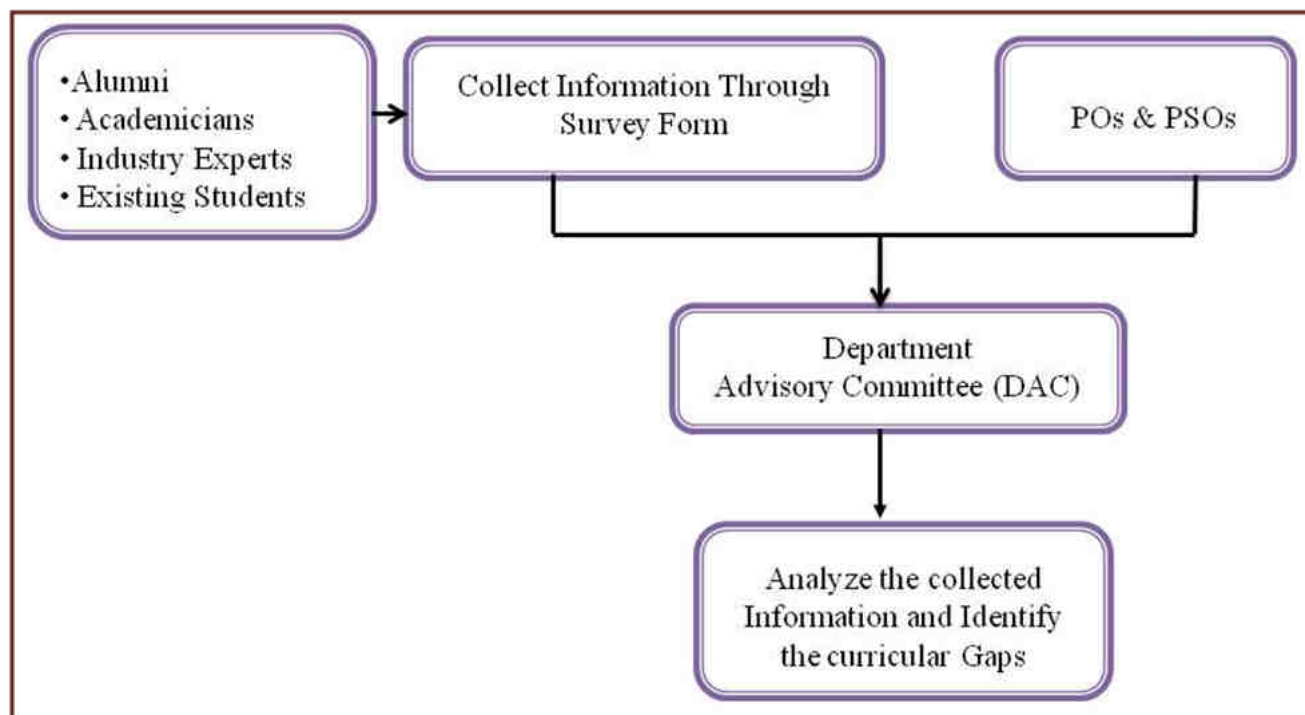 •Alumni
• Academicians
• Industry Experts
• Existing Students
Collect Information Through
Survey Form
POs & PSOs
Department
Advisory Committee (DAC)
Analyze the collected
Information and Identify
the curricular Gaps